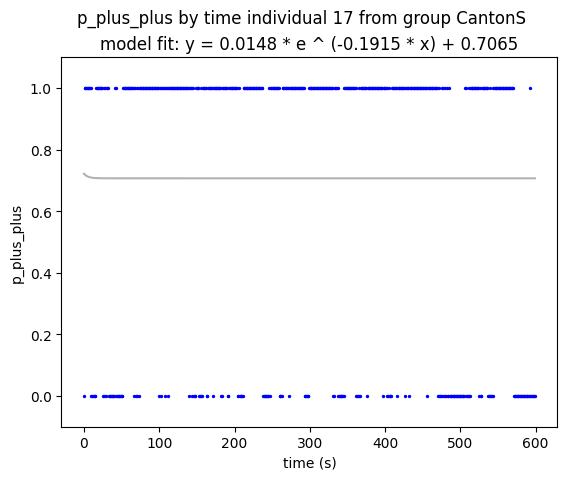 p_plus_plus by time individual 17 from group CantonS
model fit: y = 0.0148 * e ^ (-0.1915 * x) + 0.7065
1.0
0.8
0.6
0.4
0.2
0.0
p_plus_plus
0 100 200 300 400 500 600
time (s)